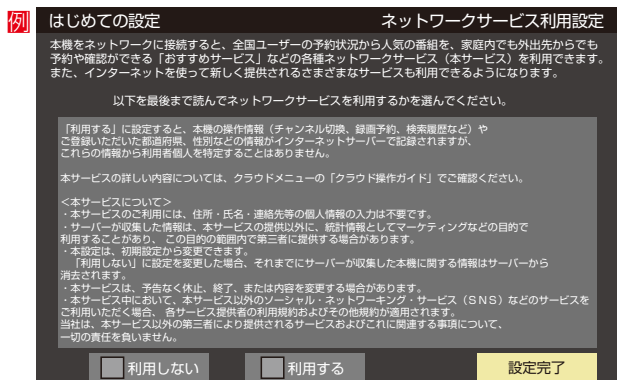 例
はじめての設定 ネットワークサービス利用設定
本機をネットワークに接続すると、全国ユーザーの予約状況から人気の番組を、家庭内でも外出先からでも
予約や確認ができる「おすすめサービス」などの各種ネットワークサービス（本サービス）を利用できます。
また、インターネットを使って新しく提供されるさまざまなサービスも利用できるようになります。
以下を最後まで読んでネットワークサービスを利用するかを選んでください。
「利用する」に設定すると、本機の操作情報（チャンネル切換、録画予約、検索履歴など）や
ご登録いただいた都道府県、性別などの情報がインターネットサーバーで記録されますが、
これらの情報から利用者個人を特定することはありません。
本サービスの詳しい内容については、クラウドメニューの「クラウド操作ガイド」でご確認ください。
＜本サービスについて＞
・本サービスのご利用には、住所・氏名・連絡先等の個人情報の入力は不要です。
・サーバーが収集した情報は、本サービスの提供以外に、統計情報としてマーケティングなどの目的で
利用することがあり、この目的の範囲内で第三者に提供する場合があります。
・本設定は、初期設定から変更できます。
「利用しない」に設定を変更した場合、それまでにサーバーが収集した本機に関する情報はサーバーから
消去されます。
・本サービスは、予告なく休止、終了、または内容を変更する場合があります。
・本サービス中において、本サービス以外のソーシャル・ネットワーキング・サービス（ＳＮＳ）などのサービスを
ご利用いただく場合、各サービス提供者の利用規約およびその他規約が適用されます。
当社は、本サービス以外の第三者により提供されるサービスおよびこれに関連する事項について、
一切の責任を負いません。
利用しない 利用する 設定完了